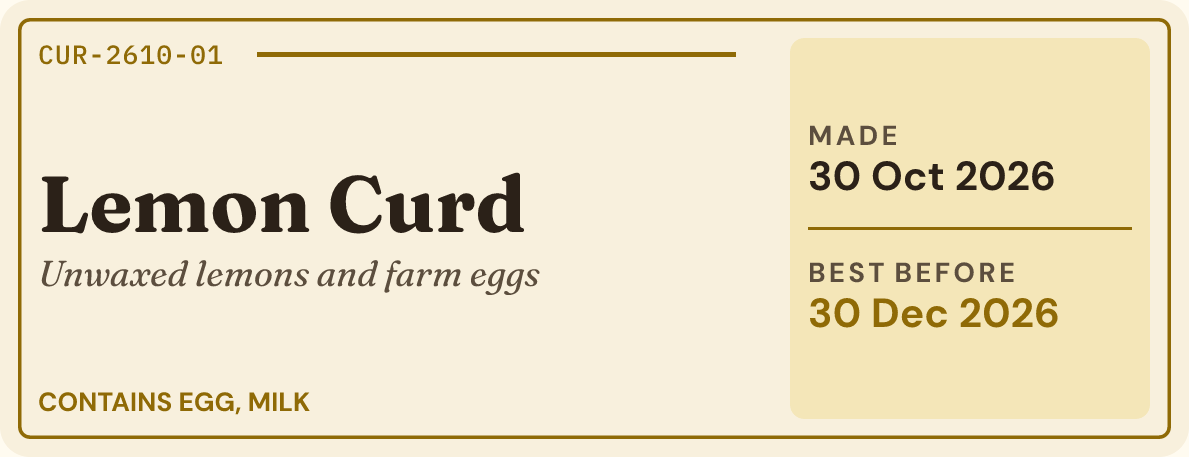 CUR-2610-01
Lemon Curd
Unwaxed lemons and farm eggs
CONTAINS EGG, MILK
MADE
30 Oct 2026
BEST BEFORE
30 Dec 2026